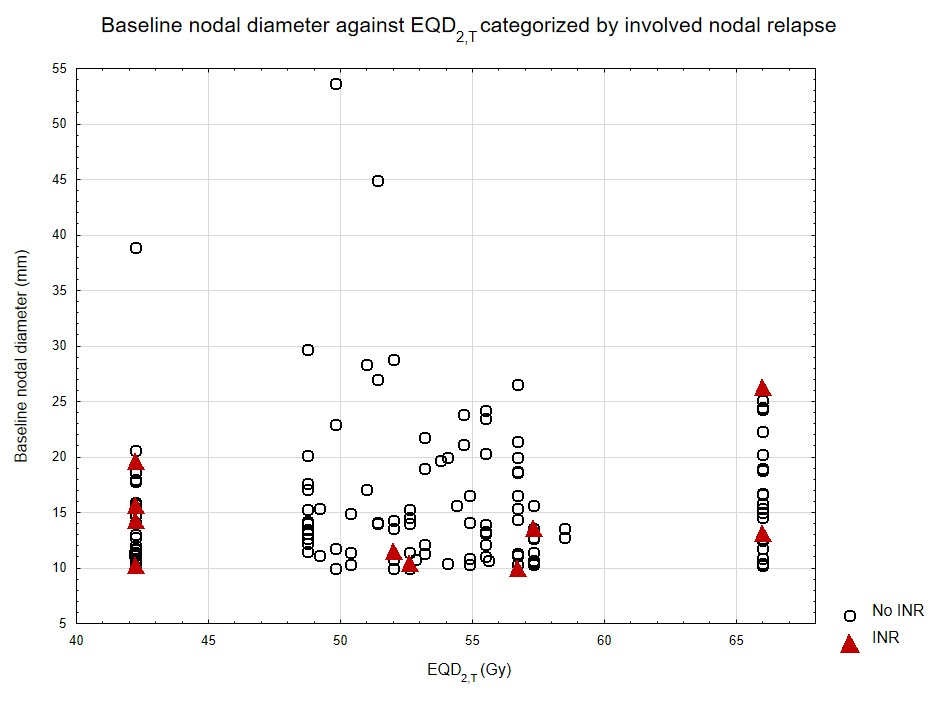 Baseline nodal diameter against EQD2,T categorized by involved nodal relapse
55
50
45
40
35
30
25
20
15
10
5
Baseline nodal diameter (mm)
40 45 50 55 60 65
EQD2,T (Gy)
No INR
INR